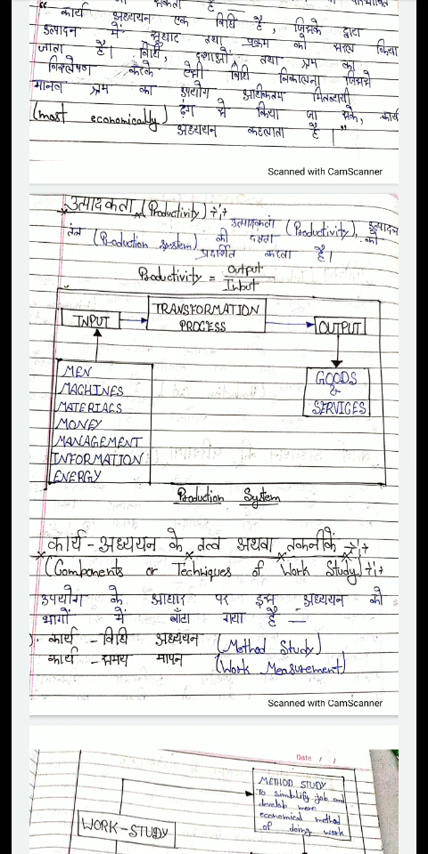 “ कार्य अध्ययन एक विधि है, जिसके द्वारा
उत्पादन में सुधार तथा प्रक्रम को सरल किया
जाता है। विधि, दशाओं, तथा श्रम का
विश्लेषण करके ऐसी विधि निकालना जिससे
मानव श्रम का उपयोग अधिकतम मितव्ययी
(most economically) ढंग से किया जा सके, कार्य
अध्ययन कहलाता है। ”
Scanned with CamScanner
उत्पादकता (Productivity)
उत्पादकता (Productivity), उत्पादन
तंत्र (Production System) की दक्षता को
प्रदर्शित करता है।
Productivity = Output / Input
INPUT
TRANSFORMATION
PROCESS
OUTPUT
MEN
MACHINES
MATERIALS
MONEY
MANAGEMENT
INFORMATION
ENERGY
GOODS
&
SERVICES
Production System
कार्य - अध्ययन के तत्व अथवा तकनीकें
(Components or Techniques of Work Study)
उपयोग के आधार पर इस अध्ययन को
भागों में बाँटा गया है —
कार्य - विधि अध्ययन (Method Study)
कार्य - समय मापन (Work Measurement)
Scanned with CamScanner
Date / /
METHOD STUDY
To simplify job and
develop more
economical method
of doing work
WORK-STUDY